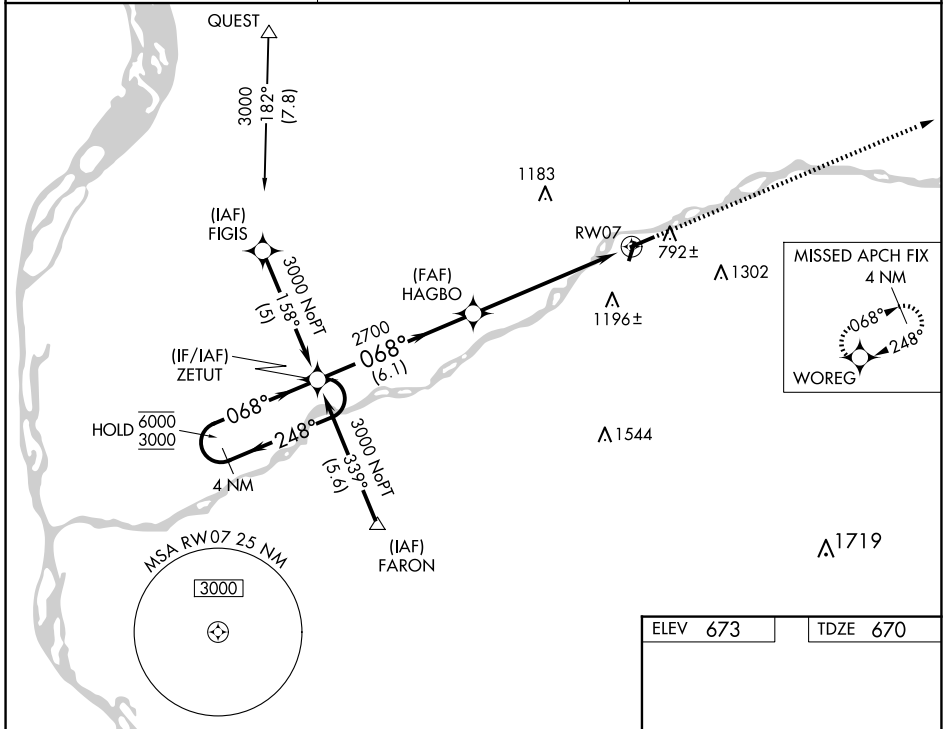 QUEST
3000
182°
(7.8)
1183
(IAF)
FIGIS
3000 NoPT
158°
(5)
RW07
792±
(FAF)
HAGBO
1302
MISSED APCH FIX
4 NM
068°
248°
WOREG
1196±
2700
068°
(6.1)
(IF/IAF)
ZETUT
068°
HOLD 6000
3000
248°
4 NM
3000 NoPT
339°
(5.6)
1544
(IAF)
FARON
1719
MSA RW07 25 NM
3000
ELEV 673
TDZE 670